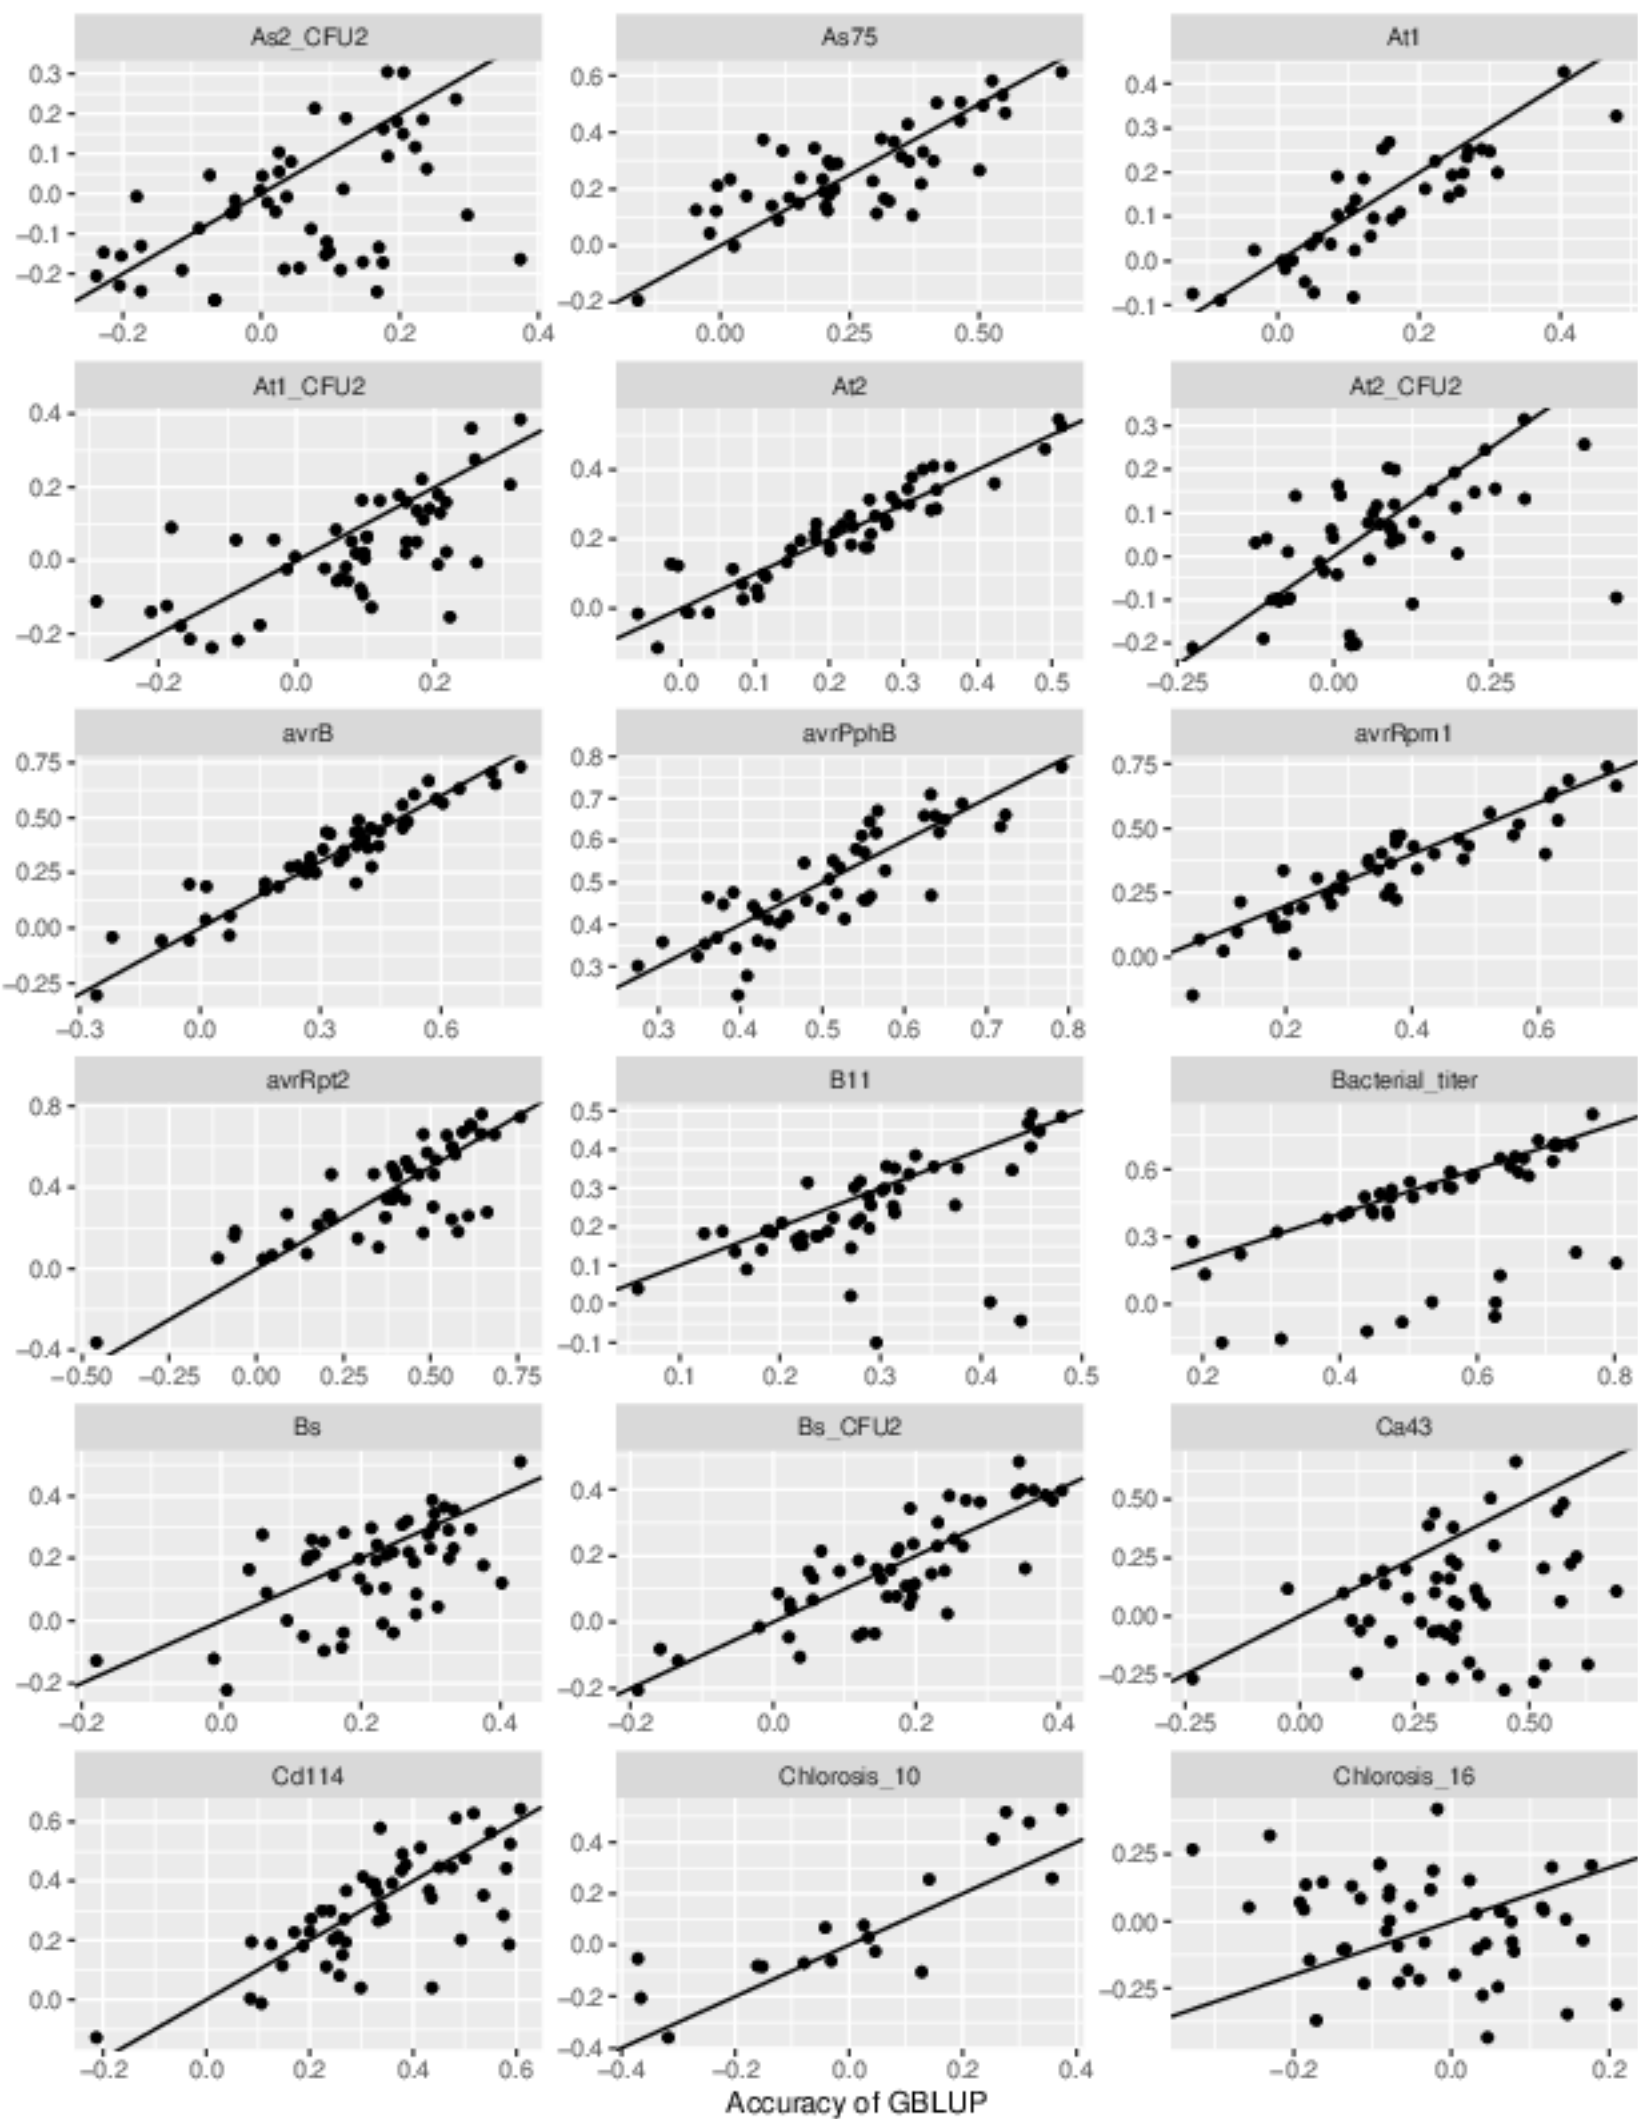 As2_CFU2 As75 At1
0.3 0.2 0.1 0.0 −0.1 −0.2
0.6 0.4 0.2 0.0 −0.2
0.4 0.3 0.2 0.1 0.0 −0.1
−0.2 0.0 0.2 0.4 0.00 0.25 0.50 0.0 0.2 0.4
At1_CFU2 At2 At2_CFU2
0.4 0.2 0.0 −0.2
0.4 0.2 0.0
0.3 0.2 0.1 0.0 −0.1 −0.2
−0.2 0.0 0.2 0.0 0.1 0.2 0.3 0.4 0.5 −0.25 0.00 0.25
avrB avrPphB avrRpm1
0.75 0.50 0.25 0.00 −0.25
0.8 0.7 0.6 0.5 0.4 0.3
0.75 0.50 0.25 0.00
−0.3 0.0 0.3 0.6 0.3 0.4 0.5 0.6 0.7 0.8 0.2 0.4 0.6
avrRpt2 B11 Bacterial_titer
0.8 0.4 0.0 −0.4
0.5 0.4 0.3 0.2 0.1 0.0 −0.1
0.6 0.3 0.0
−0.50 −0.25 0.00 0.25 0.50 0.75 0.1 0.2 0.3 0.4 0.5 0.2 0.4 0.6 0.8
Bs Bs_CFU2 Ca43
0.4 0.2 0.0 −0.2
0.4 0.2 0.0 −0.2
0.50 0.25 0.00 −0.25
−0.2 0.0 0.2 0.4 −0.2 0.0 0.2 0.4 −0.25 0.00 0.25 0.50
Cd114 Chlorosis_10 Chlorosis_16
0.6 0.4 0.2 0.0
0.4 0.2 0.0 −0.2 −0.4
0.25 0.00 −0.25
−0.2 0.0 0.2 0.4 0.6 −0.4 −0.2 0.0 0.2 0.4 −0.2 0.0 0.2
Accuracy of GBLUP